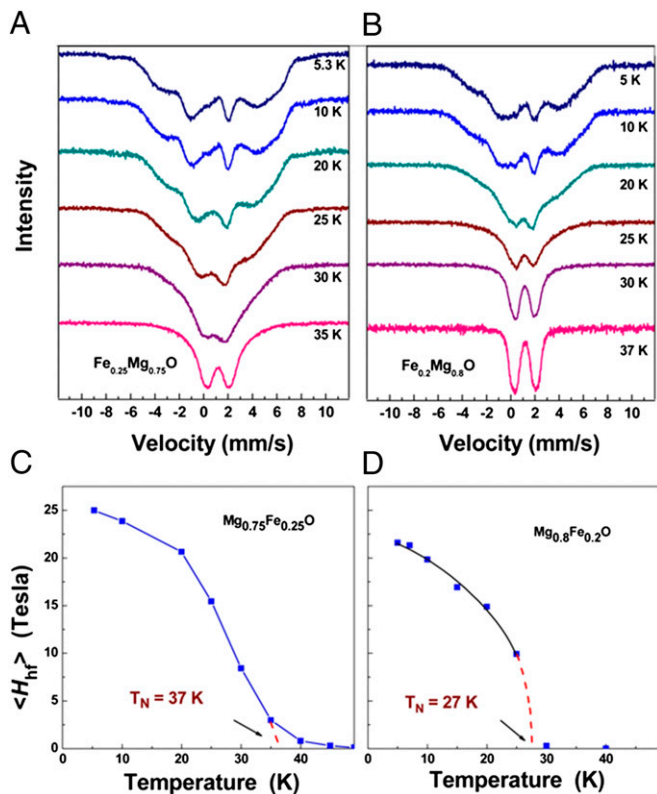 A
5.3 K
10 K
20 K
25 K
30 K
35 K
Fe0.25Mg0.75O
Intensity
-10 -8 -6 -4 -2 0 2 4 6 8 10
Velocity (mm/s)
B
5 K
10 K
20 K
25 K
30 K
37 K
Fe0.2Mg0.8O
-10 -8 -6 -4 -2 0 2 4 6 8 10
Velocity (mm/s)
C
25
20
15
10
5
0
<Hhf> (Tesla)
Mg0.75Fe0.25O
TN = 37 K
0 10 20 30 40
Temperature (K)
D
Mg0.8Fe0.2O
TN = 27 K
0 10 20 30 40
Temperature (K)